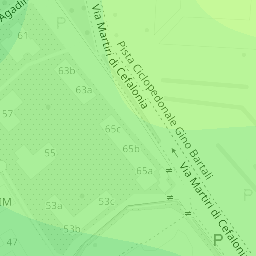 Agadir
P
Via Martiri di Cefalonia
Pista Ciclopedonale Gino Bartali
61
63b
63a
57
65c
65b
55
65a
Via Martiri di Cefalonia
53a
53c
53b
47
P